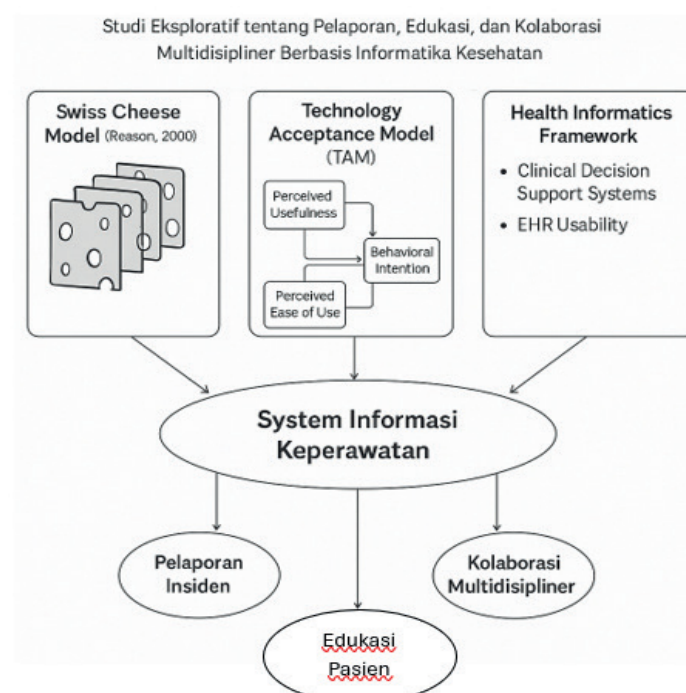 Studi Eksploratif tentang Pelaporan, Edukasi, dan Kolaborasi
Multidisipliner Berbasis Informatika Kesehatan
Swiss Cheese
Model (Reason, 2000)
Technology
Acceptance Model
(TAM)
Perceived
Usefulness
Behavioral
Intention
Perceived
Ease of Use
Health Informatics
Framework
• Clinical Decision
Support Systems
• EHR Usability
System Informasi
Keperawatan
Pelaporan
Insiden
Kolaborasi
Multidisipliner
Edukasi
Pasien